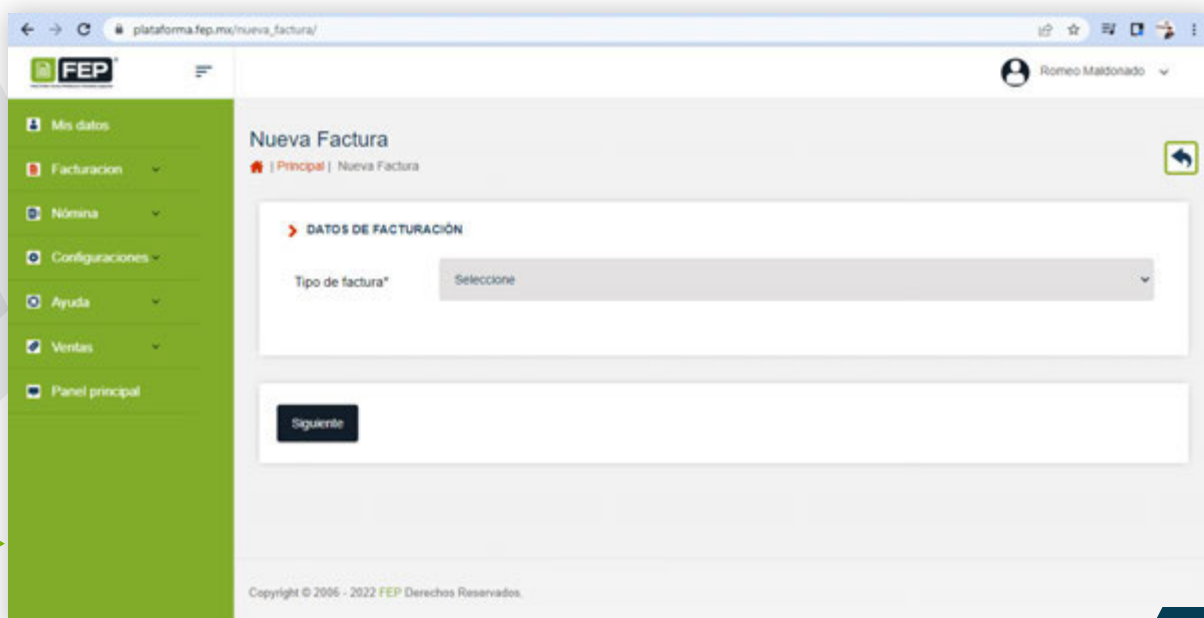 plataforma.fep.mx/nueva_factura/
FEP
Romeo Maldonado
Mis datos
Facturacion
Nómina
Configuraciones
Ayuda
Ventas
Panel principal
Nueva Factura
| Principal | Nueva Factura
DATOS DE FACTURACIÓN
Tipo de factura*
Seleccione
Siguiente
Copyright © 2006 - 2022 FEP Derechos Reservados.